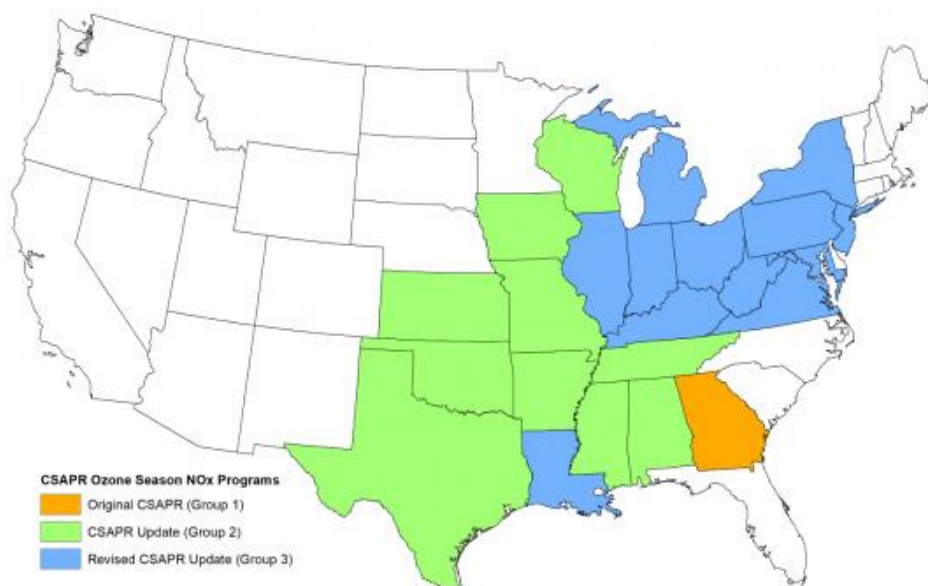 CSAPR Ozone Season NOx Programs
Original CSAPR (Group 1)
CSAPR Update (Group 2)
Revised CSAPR Update (Group 3)